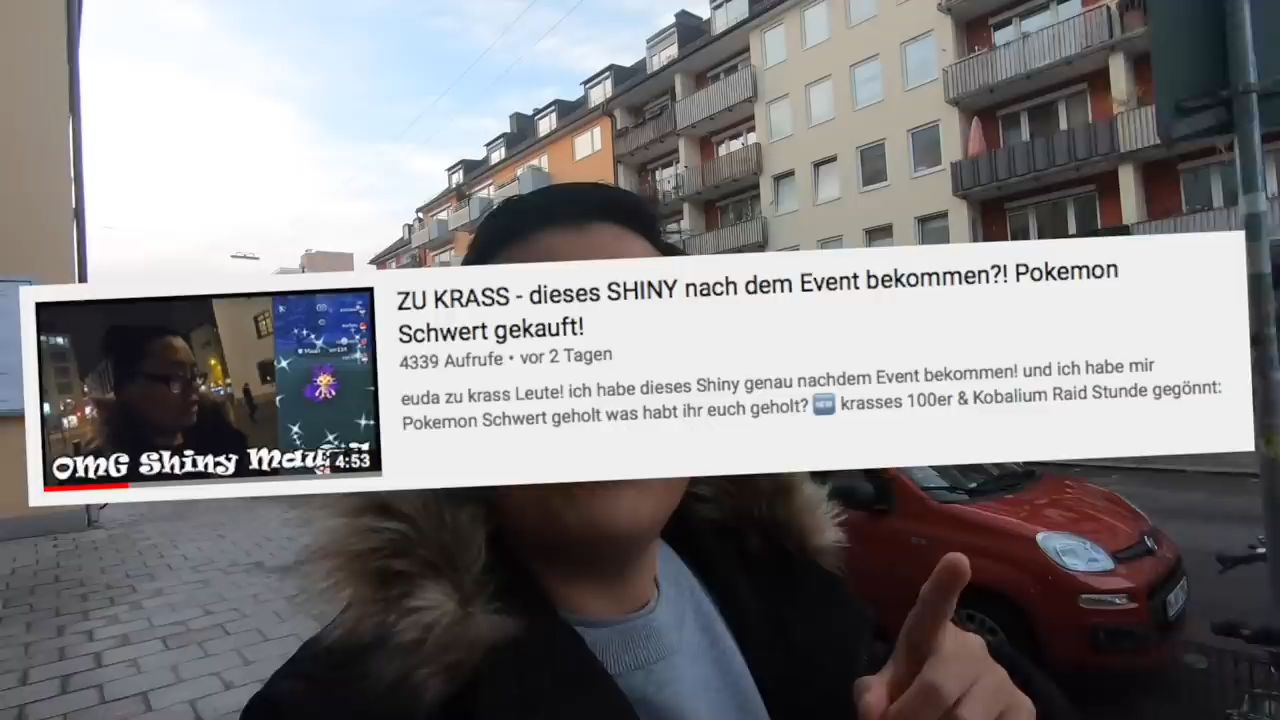 ZU KRASS - dieses SHINY nach dem Event bekommen?! Pokemon
Schwert gekauft!
4339 Aufrufe • vor 2 Tagen
euda zu krass Leute! ich habe dieses Shiny genau nachdem Event bekommen! und ich habe mir
Pokemon Schwert geholt was habt ihr euch geholt? 🆕 krasses 100er & Kobalium Raid Stunde gegönnt:
OMG Shiny
4:53